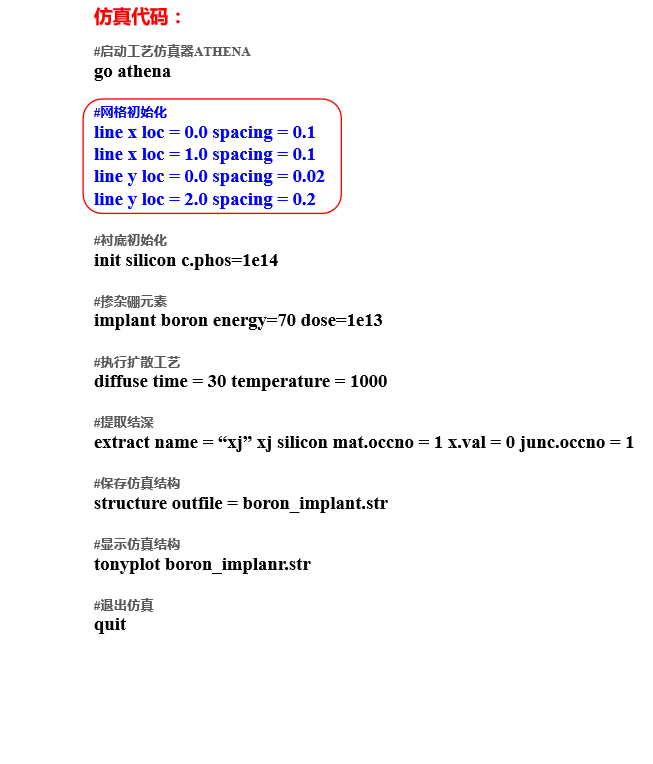 仿真代码：
#启动工艺仿真器ATHENA
go athena
#网格初始化
line x loc = 0.0 spacing = 0.1
line x loc = 1.0 spacing = 0.1
line y loc = 0.0 spacing = 0.02
line y loc = 2.0 spacing = 0.2
#衬底初始化
init silicon c.phos=1e14
#掺杂硼元素
implant boron energy=70 dose=1e13
#执行扩散工艺
diffuse time = 30 temperature = 1000
#提取结深
extract name = “xj” xj silicon mat.occno = 1 x.val = 0 junc.occno = 1
#保存仿真结构
structure outfile = boron_implant.str
#显示仿真结构
tonyplot boron_implanr.str
#退出仿真
quit